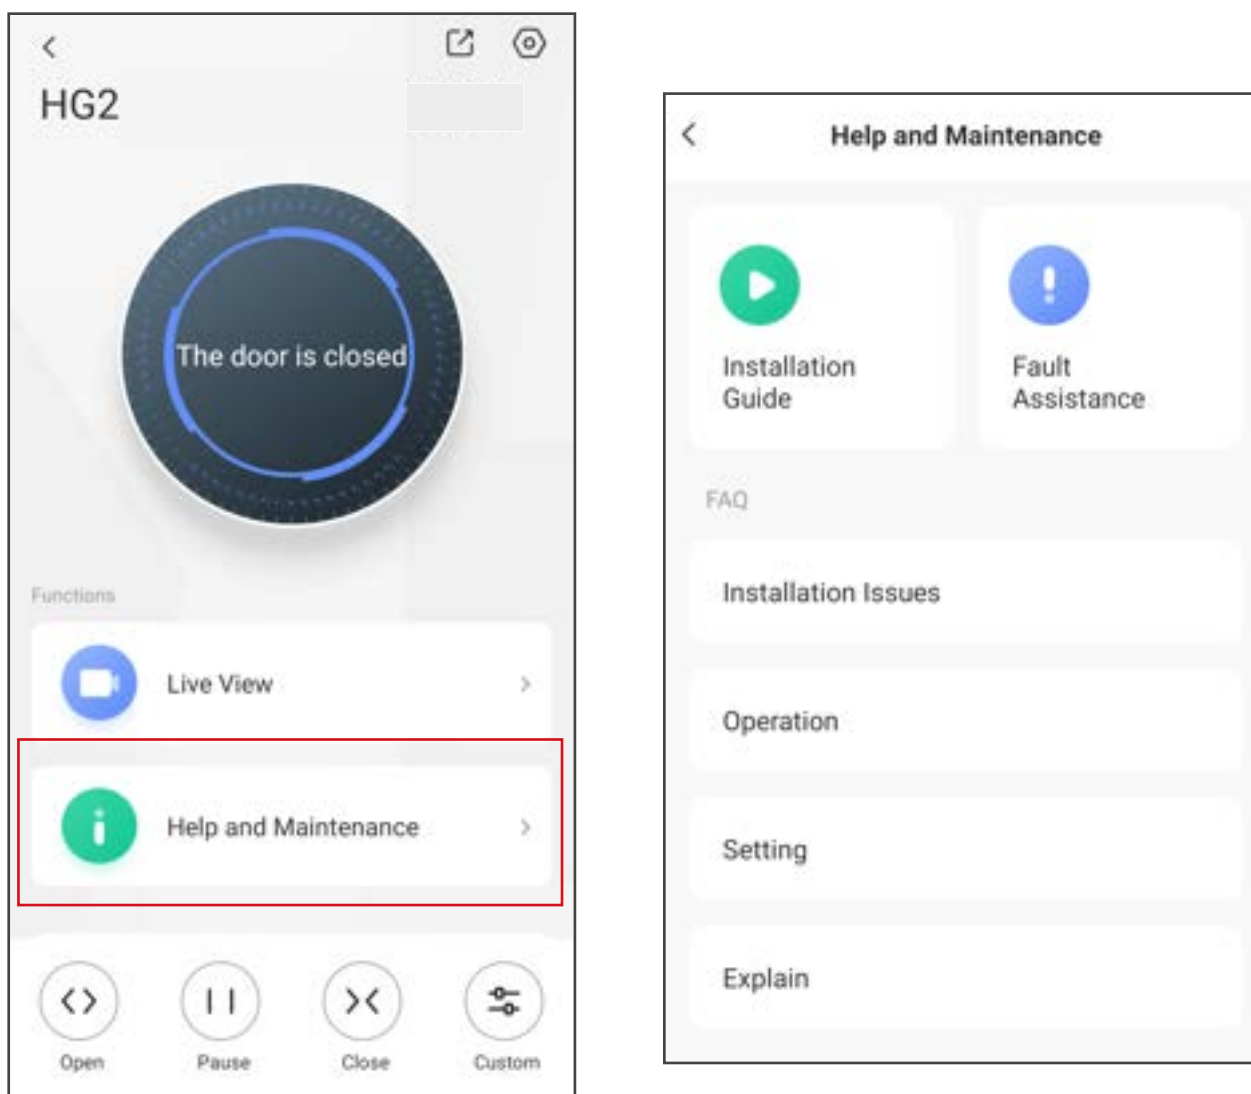 HG2
The door is closed
Functions
Live View
Help and Maintenance
Open
Pause
Close
Custom
Help and Maintenance
Installation
Guide
Fault
Assistance
FAQ
Installation Issues
Operation
Setting
Explain